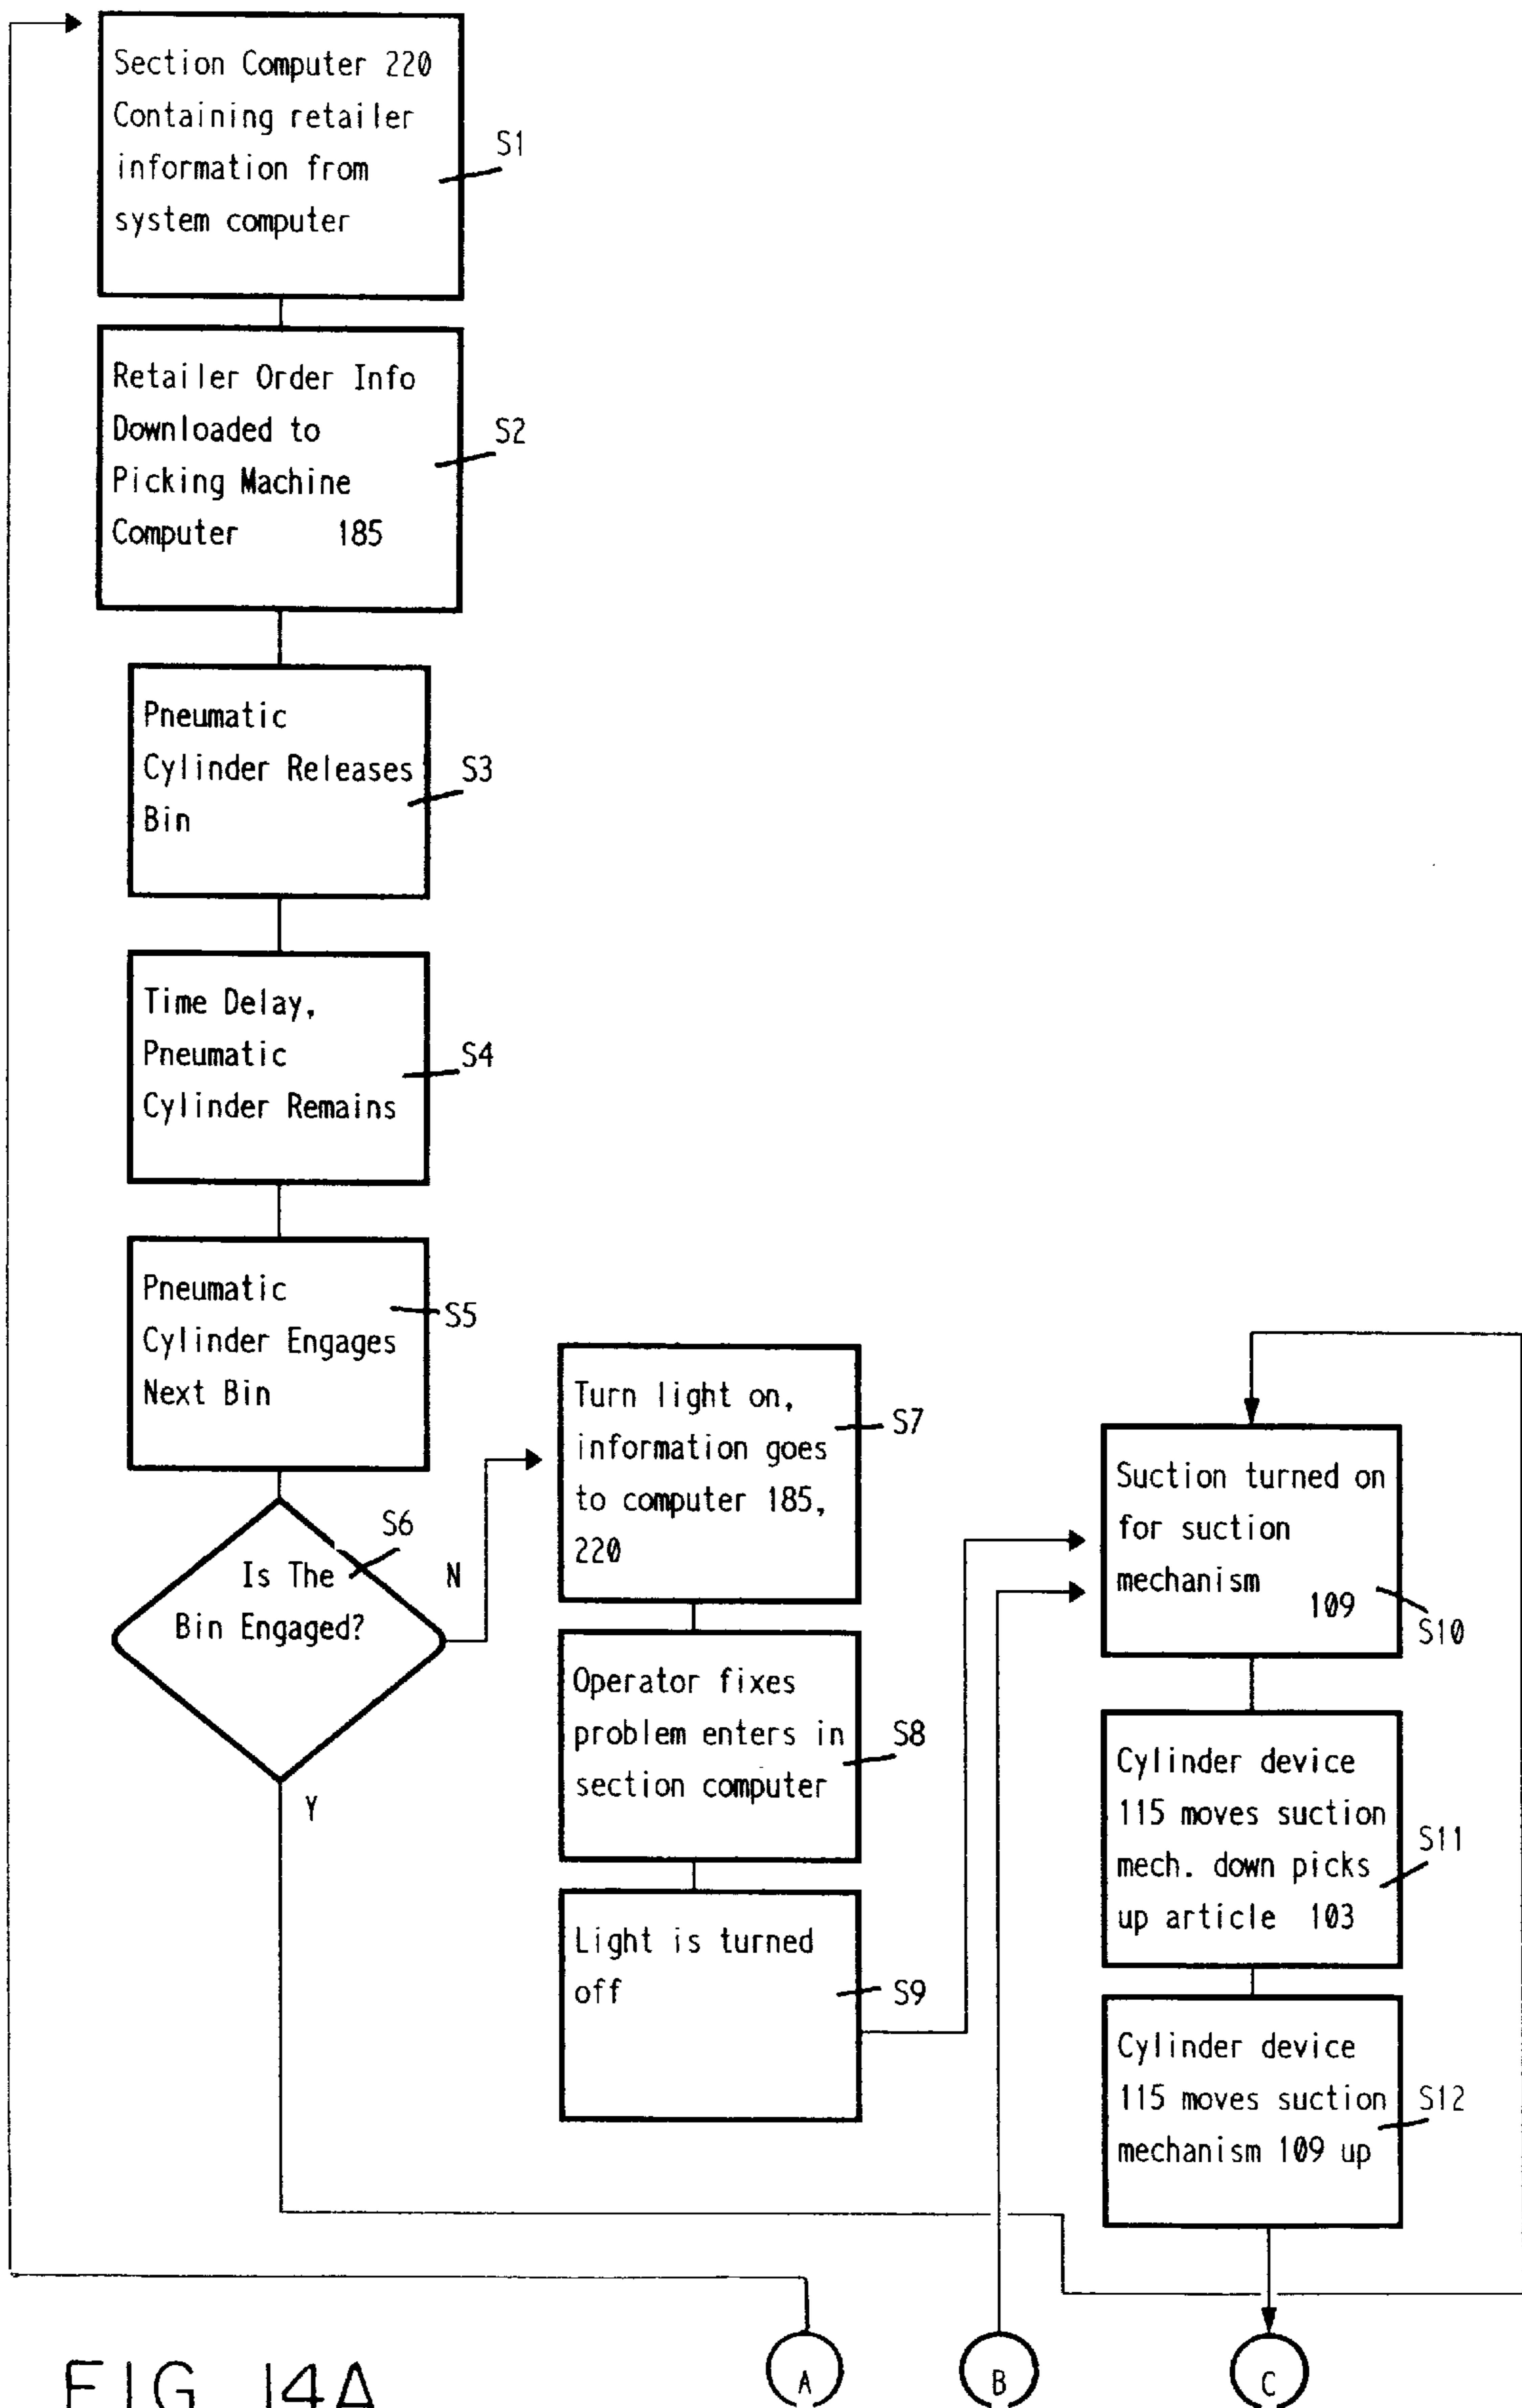 Section Computer 220
Containing retailer
information from
system computer
S1
Retailer Order Info
Downloaded to
Picking Machine
Computer 185
S2
Pneumatic
Cylinder Releases
Bin
S3
Time Delay,
Pneumatic
Cylinder Remains
S4
Pneumatic
Cylinder Engages
Next Bin
S5
S6
Is The
Bin Engaged?
N
Y
Turn light on,
information goes
to computer 185,
220
S7
Operator fixes
problem enters in
section computer
S8
Light is turned
off
S9
Suction turned on
for suction
mechanism
109
S10
Cylinder device
115 moves suction
mech. down picks
up article 103
S11
Cylinder device
115 moves suction
mechanism 109 up
S12
A
B
C
FIG. 14A